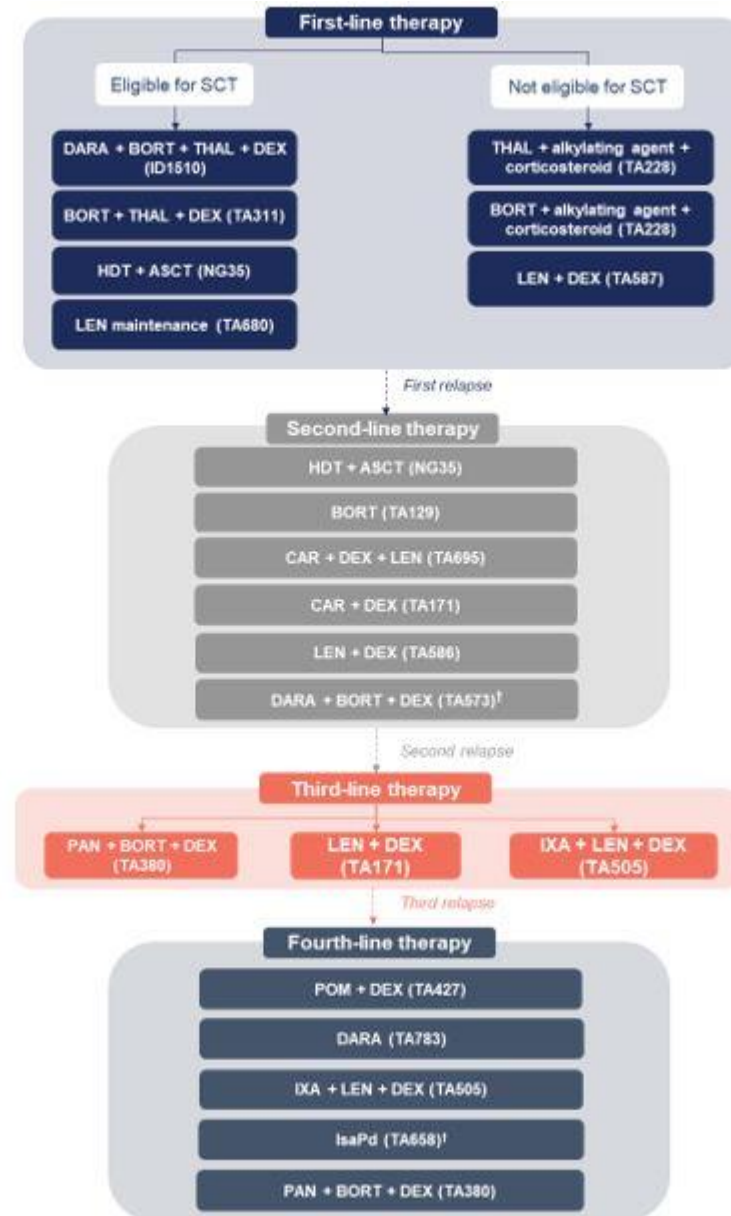 First-line therapy
Eligible for SCT
Not eligible for SCT
DARA + BORT + THAL + DEX
(ID1510)
BORT + THAL + DEX (TA311)
HDT + ASCT (NG35)
LEN maintenance (TA680)
THAL + alkylating agent +
corticosteroid (TA228)
BORT + alkylating agent +
corticosteroid (TA228)
LEN + DEX (TA587)
First relapse
Second-line therapy
HDT + ASCT (NG35)
BORT (TA129)
CAR + DEX + LEN (TA695)
CAR + DEX (TA171)
LEN + DEX (TA586)
DARA + BORT + DEX (TA573)†
Second relapse
Third-line therapy
PAN + BORT + DEX
(TA380)
LEN + DEX
(TA171)
IXA + LEN + DEX
(TA505)
Third relapse
Fourth-line therapy
POM + DEX (TA427)
DARA (TA783)
IXA + LEN + DEX (TA505)
IsaPd (TA658)†
PAN + BORT + DEX (TA380)